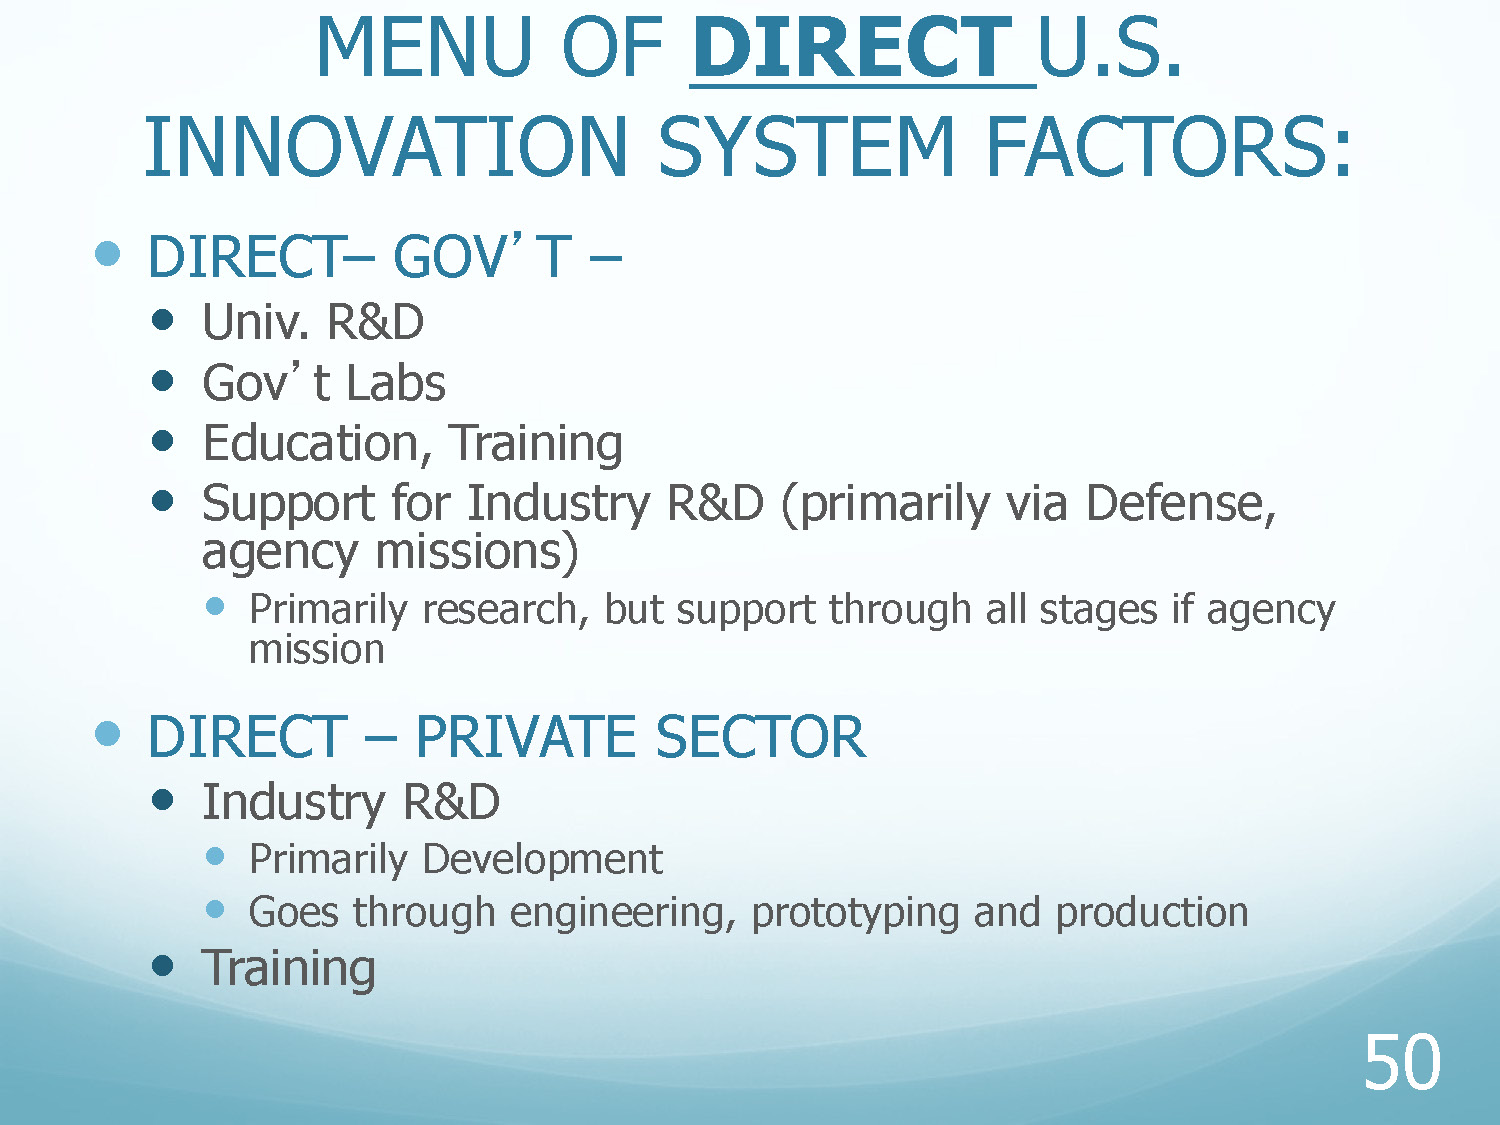 MENU OF DIRECT U.S.
INNOVATION SYSTEM FACTORS:
• DIRECT– GOV’T –
• Univ. R&D
• Gov’t Labs
• Education, Training
• Support for Industry R&D (primarily via Defense,
agency missions)
• Primarily research, but support through all stages if agency
mission
• DIRECT – PRIVATE SECTOR
• Industry R&D
• Primarily Development
• Goes through engineering, prototyping and production
• Training
50